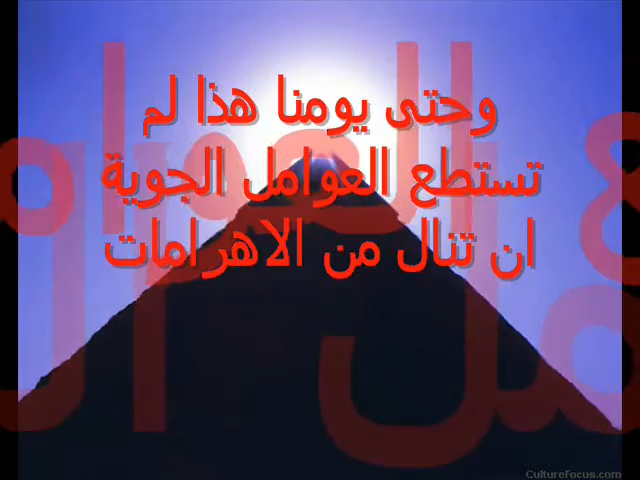 وحتى يومنا هذا لم
تستطع العوامل الجوية
ان تنال من الاهرامات
CultureFocus.com